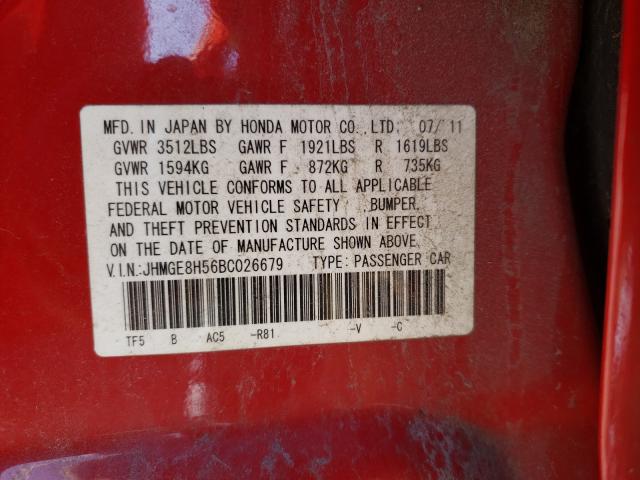 MFD. IN JAPAN BY HONDA MOTOR CO., LTD. 07/'11
GVWR 3512LBS GAWR F 1921LBS R 1619LBS
GVWR 1594KG GAWR F 872KG R 735KG
THIS VEHICLE CONFORMS TO ALL APPLICABLE
FEDERAL MOTOR VEHICLE SAFETY ,BUMPER,
AND THEFT PREVENTION STANDARDS IN EFFECT
ON THE DATE OF MANUFACTURE SHOWN ABOVE.
V.I.N.:JHMGE8H56BC026679 TYPE: PASSENGER CAR
TF5 B AC5 -R81 -V -C